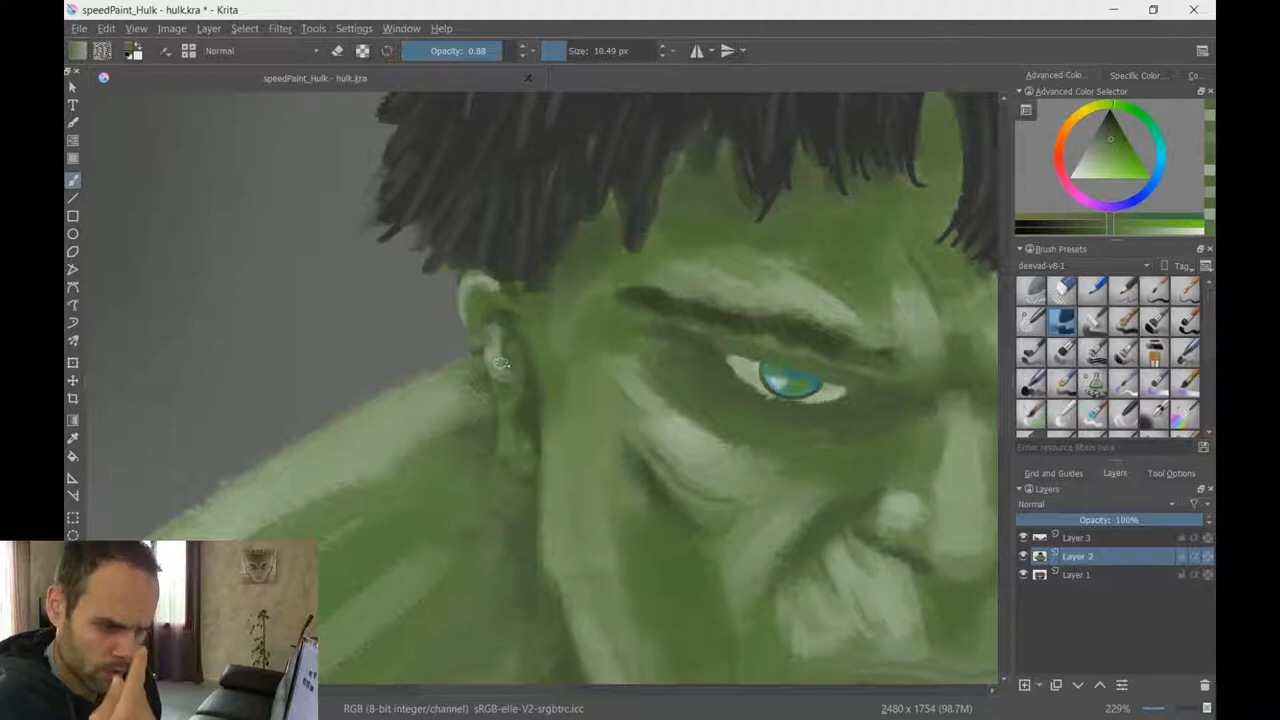 speedPaint_Hulk - hulk.kra * - Krita
File Edit View Image Layer Select Filter Tools Settings Window Help
Normal Opacity: 0.88 Size: 10.49 px
speedPaint_Hulk - hulk.kra
Advanced Colo... Specific Color... Co...
Advanced Color Selector
Brush Presets
deevad-v8-1 Tag
Enter resource filters
Grid and Guides Layers Tool Options
Layers
Normal
Opacity: 100%
Layer 3
Layer 2
Layer 1
RGB (8-bit integer/channel) sRGB-elle-V2-srgbtrc.icc 2480 x 1754 (98.7M) 229%